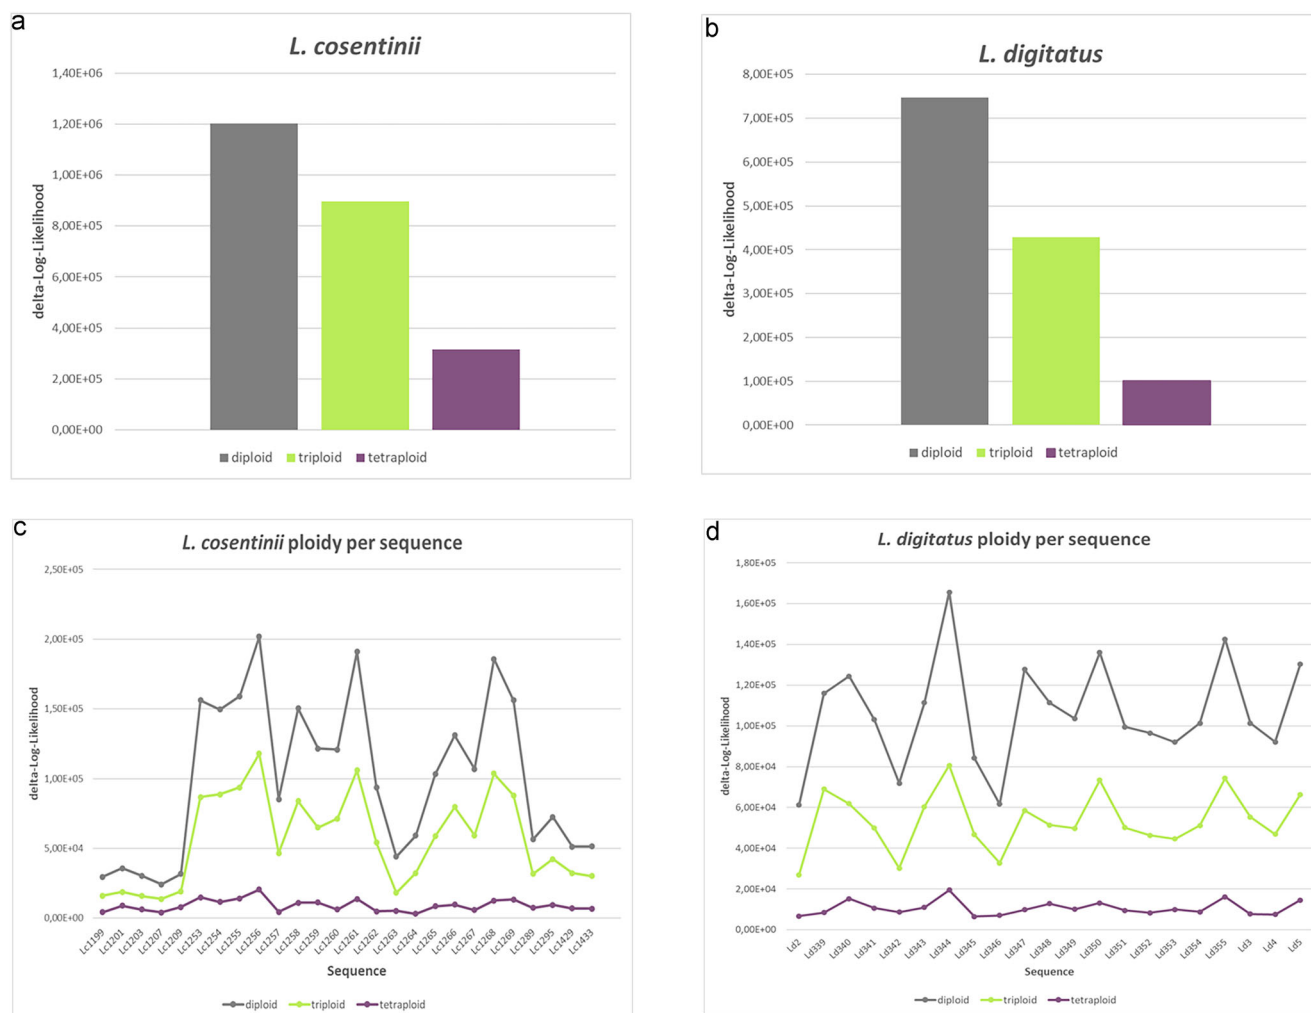 a
L. cosentinii
delta-Log-Likelihood
1,40E+06
1,20E+06
1,00E+06
8,00E+05
6,00E+05
4,00E+05
2,00E+05
0,00E+00
diploid triploid tetraploid
b
L. digitatus
delta-Log-Likelihood
8,00E+05
7,00E+05
6,00E+05
5,00E+05
4,00E+05
3,00E+05
2,00E+05
1,00E+05
0,00E+00
diploid triploid tetraploid
c
L. cosentinii ploidy per sequence
delta-Log-Likelihood
2,50E+05
2,00E+05
1,50E+05
1,00E+05
5,00E+04
0,00E+00
Lc1199 Lc1201 Lc1203 Lc1207 Lc1209 Lc1253 Lc1254 Lc1255 Lc1256 Lc1257 Lc1258 Lc1259 Lc1260 Lc1261 Lc1262 Lc1263 Lc1264 Lc1265 Lc1266 Lc1267 Lc1268 Lc1269 Lc1289 Lc1295 Lc1429 Lc1433
Sequence
diploid triploid tetraploid
d
L. digitatus ploidy per sequence
delta-Log-Likelihood
1,80E+05
1,60E+05
1,40E+05
1,20E+05
1,00E+05
8,00E+04
6,00E+04
4,00E+04
2,00E+04
0,00E+00
Ld2 Ld339 Ld340 Ld341 Ld342 Ld343 Ld344 Ld345 Ld346 Ld347 Ld348 Ld349 Ld350 Ld351 Ld352 Ld353 Ld354 Ld355 Ld3 Ld4 Ld5
Sequence
diploid triploid tetraploid